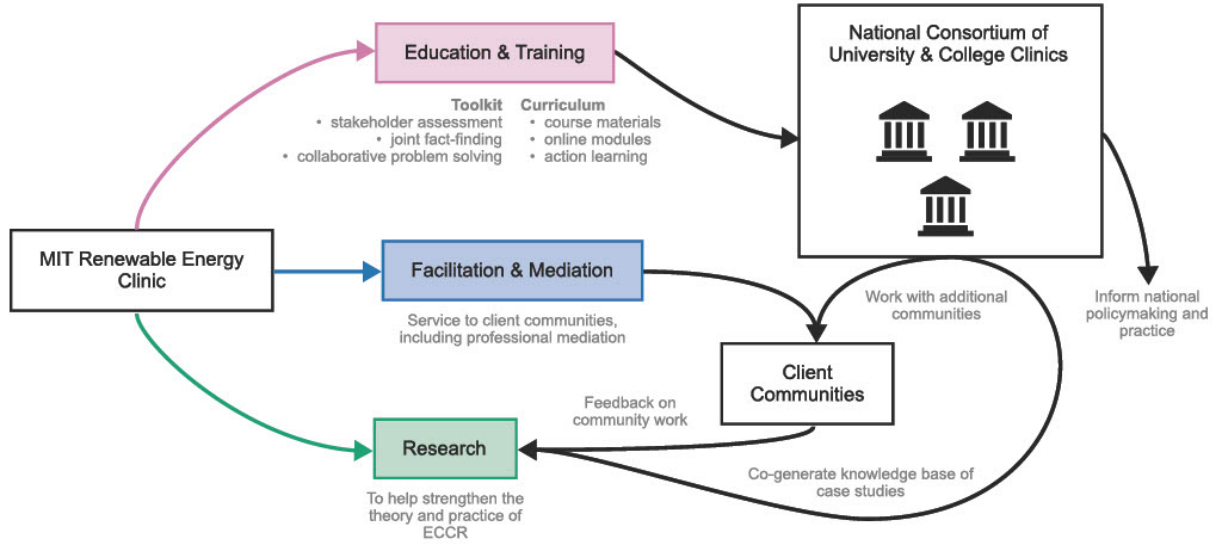 Education & Training
Toolkit
• stakeholder assessment
• joint fact-finding
• collaborative problem solving
Curriculum
• course materials
• online modules
• action learning
National Consortium of
University & College Clinics
MIT Renewable Energy
Clinic
Facilitation & Mediation
Service to client communities,
including professional mediation
Work with additional
communities
Inform national
policymaking and
practice
Client
Communities
Feedback on
community work
Research
To help strengthen the
theory and practice of
ECCR
Co-generate knowledge base of
case studies